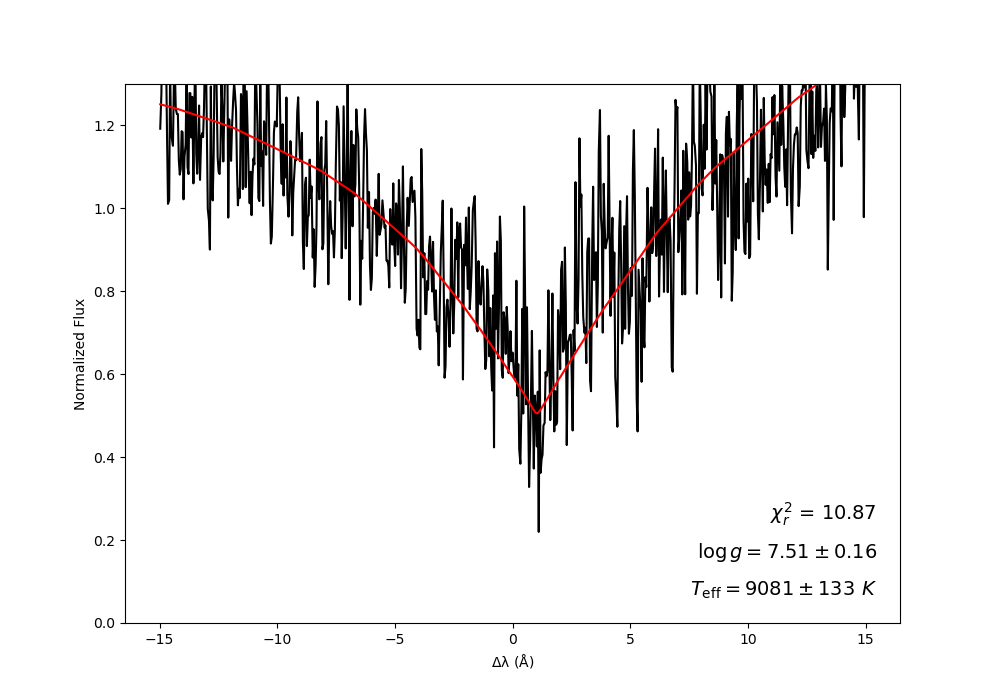 1.2
1.0
0.8
0.6
0.4
0.2
0.0
Normalized Flux
χ²ᵣ = 10.87
log g = 7.51 ± 0.16
T_eff = 9081 ± 133 K
−15 −10 −5 0 5 10 15
Δλ (Å)